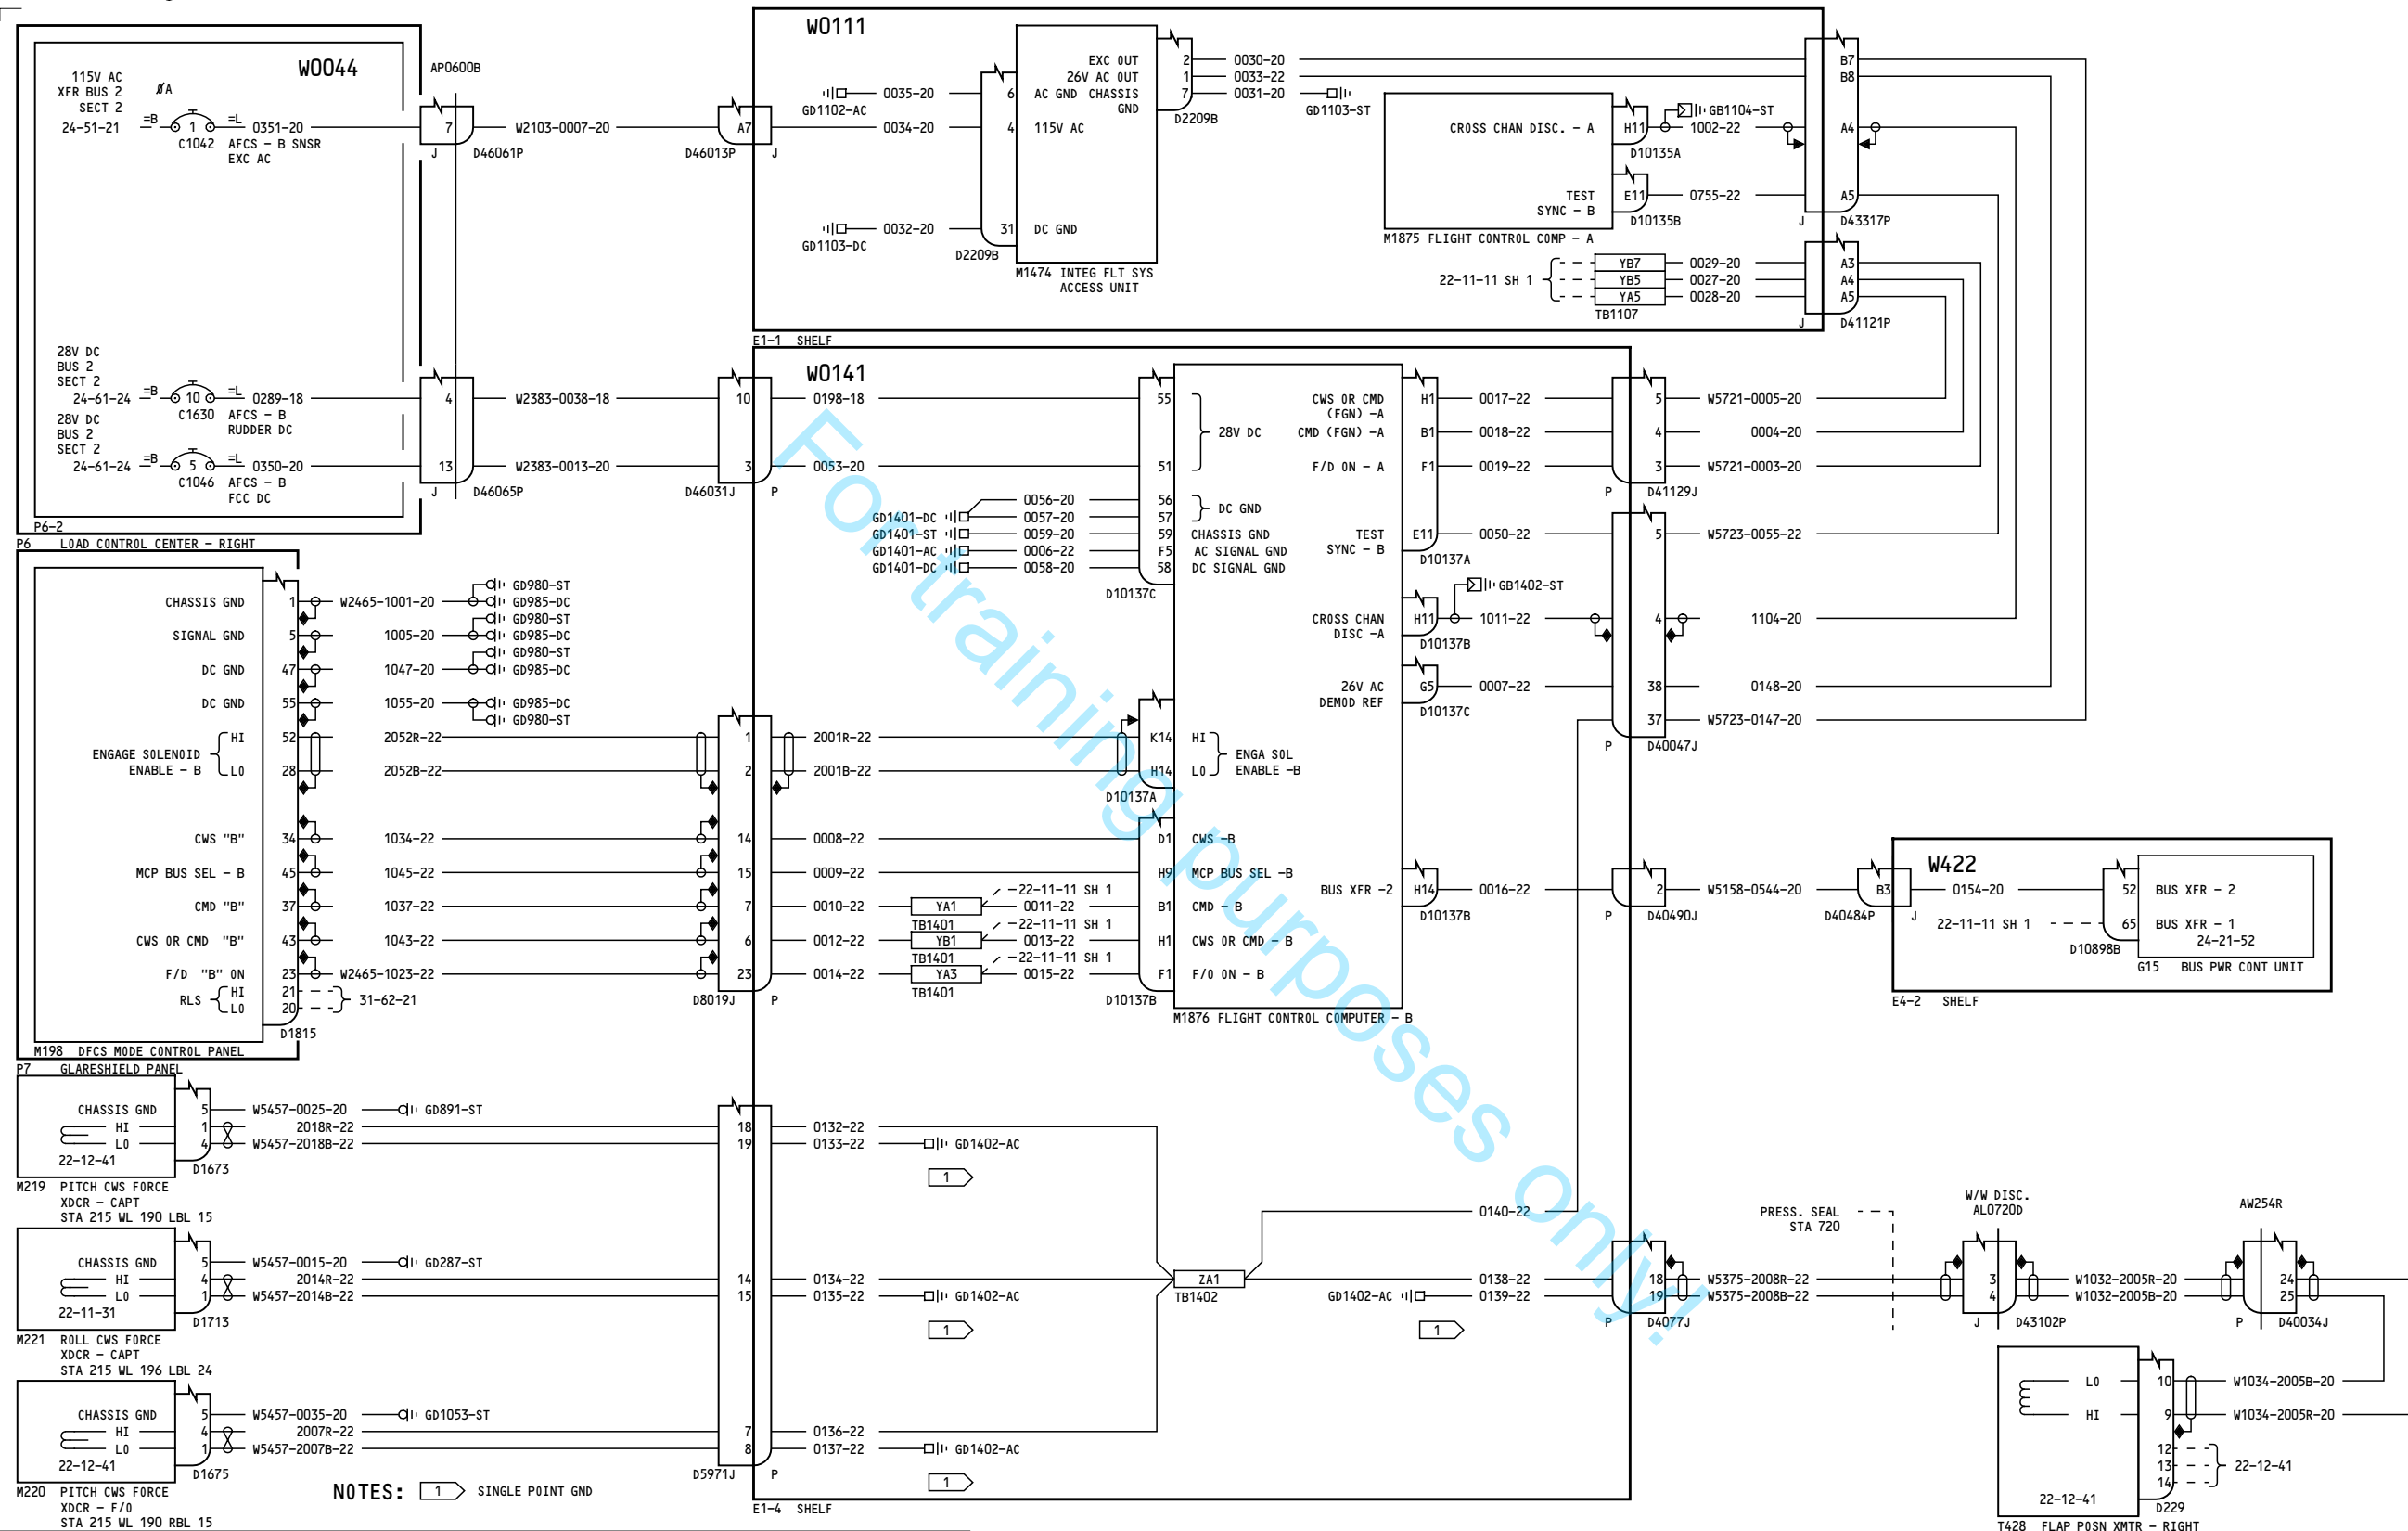 W0044
115V AC
XFR BUS 2
SECT 2
ØA
24-51-21
=B
1
=L
0351-20
C1042
AFCS – B SNSR
EXC AC
AP0600B
7
J
D46061P
W2103-0007-20
A7
D46013P
J
28V DC
BUS 2
SECT 2
24-61-24
=B
10
=L
0289-18
C1630
AFCS – B
RUDDER DC
28V DC
BUS 2
SECT 2
24-61-24
=B
5
=L
0350-20
C1046
AFCS – B
FCC DC
P6-2
P6 LOAD CONTROL CENTER – RIGHT
4
13
J
D46065P
W2383-0038-18
W2383-0013-20
10
3
D46031J
P
W0111
GD1102-AC
0035-20
0034-20
GD1103-DC
0032-20
6
4
31
D2209B
AC GND
115V AC
DC GND
EXC OUT
26V AC OUT
CHASSIS
GND
M1474 INTEG FLT SYS
ACCESS UNIT
2
1
7
D2209B
0030-20
0033-22
0031-20
GD1103-ST
CROSS CHAN DISC. – A
H11
D10135A
GB1104-ST
1002-22
TEST
SYNC – B
E11
D10135B
0755-22
M1875 FLIGHT CONTROL COMP – A
22-11-11 SH 1
YB7
YB5
YA5
TB1107
0029-20
0027-20
0028-20
B7
B8
A4
A5
J
D43317P
A3
A4
A5
J
D41121P
E1-1 SHELF
W0141
0198-18
0053-20
GD1401-DC
GD1401-ST
GD1401-AC
GD1401-DC
0056-20
0057-20
0059-20
0006-22
0058-20
55
51
56
57
59
F5
58
D10137C
28V DC
DC GND
CHASSIS GND
AC SIGNAL GND
DC SIGNAL GND
CWS OR CMD
(FGN) –A
CMD (FGN) –A
F/D ON – A
TEST
SYNC – B
H1
B1
F1
E11
D10137A
0017-22
0018-22
0019-22
0050-22
5
4
3
P
D41129J
W5721-0005-20
0004-20
W5721-0003-20
CROSS CHAN
DISC –A
H11
D10137B
GB1402-ST
1011-22
26V AC
DEMOD REF
G5
D10137C
0007-22
5
4
38
37
P
D40047J
W5723-0055-22
1104-20
0148-20
W5723-0147-20
CHASSIS GND
1
W2465-1001-20
GD980-ST
GD985-DC
SIGNAL GND
5
1005-20
GD980-ST
GD985-DC
DC GND
47
1047-20
GD980-ST
GD985-DC
DC GND
55
1055-20
GD985-DC
GD980-ST
ENGAGE SOLENOID
ENABLE – B
HI
LO
52
28
2052R-22
2052B-22
1
2
2001R-22
2001B-22
K14
H14
D10137A
HI
LO
ENGA SOL
ENABLE –B
CWS "B"
34
1034-22
14
0008-22
D1
CWS –B
MCP BUS SEL – B
45
1045-22
15
0009-22
H9
MCP BUS SEL –B
CMD "B"
37
1037-22
7
0010-22
YA1
TB1401
22-11-11 SH 1
0011-22
B1
CMD – B
CWS OR CMD "B"
43
1043-22
6
0012-22
YB1
TB1401
22-11-11 SH 1
0013-22
H1
CWS OR CMD – B
F/D "B" ON
23
W2465-1023-22
23
0014-22
YA3
TB1401
22-11-11 SH 1
0015-22
F1
F/O ON – B
RLS
HI
LO
21
20
31-62-21
D1815
D8019J
P
D10137B
M198 DFCS MODE CONTROL PANEL
P7 GLARESHIELD PANEL
BUS XFR –2
H14
D10137B
0016-22
2
P
D40490J
W5158-0544-20
M1876 FLIGHT CONTROL COMPUTER – B
W422
B3
D40484P
J
0154-20
22-11-11 SH 1
52
65
D10898B
BUS XFR – 2
BUS XFR – 1
24-21-52
G15 BUS PWR CONT UNIT
E4-2 SHELF
CHASSIS GND
HI
LO
22-12-41
5
1
4
D1673
W5457-0025-20
2018R-22
W5457-2018B-22
GD891-ST
M219 PITCH CWS FORCE
XDCR – CAPT
STA 215 WL 190 LBL 15
18
19
0132-22
0133-22
GD1402-AC
1
CHASSIS GND
HI
LO
22-11-31
5
4
1
D1713
W5457-0015-20
2014R-22
W5457-2014B-22
GD287-ST
M221 ROLL CWS FORCE
XDCR – CAPT
STA 215 WL 196 LBL 24
14
15
0134-22
0135-22
GD1402-AC
1
CHASSIS GND
HI
LO
22-12-41
5
4
1
D1675
W5457-0035-20
2007R-22
W5457-2007B-22
GD1053-ST
M220 PITCH CWS FORCE
XDCR – F/O
STA 215 WL 190 RBL 15
7
8
D5971J
P
0136-22
0137-22
GD1402-AC
1
NOTES:
1
SINGLE POINT GND
E1-4 SHELF
ZA1
TB1402
0140-22
0138-22
GD1402-AC
0139-22
1
18
19
P
D4077J
W5375-2008R-22
W5375-2008B-22
PRESS. SEAL
STA 720
W/W DISC.
AL0720D
3
4
J
D43102P
W1032-2005R-20
W1032-2005B-20
AW254R
24
25
P
D40034J
LO
HI
22-12-41
10
9
12
13
14
D229
W1034-2005B-20
W1034-2005R-20
22-12-41
T428 FLAP POSN XMTR – RIGHT
For training purposes only!